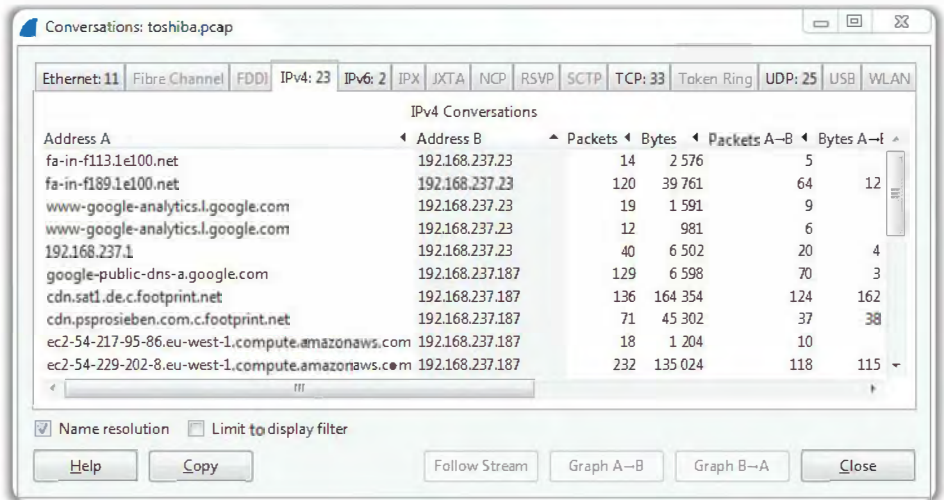 Conversations: toshiba.pcap
Ethernet: 11 Fibre Channel FDDI IPv4: 23 IPv6: 2 IPX JXTA NCP RSVP SCTP TCP: 33 Token Ring UDP: 25 USB WLAN
IPv4 Conversations
Address A Address B Packets Bytes Packets A→B Bytes A→
fa-in-f113.1e100.net 192.168.237.23 14 2 576 5
fa-in-f189.1e100.net 192.168.237.23 120 39 761 64 12
www-google-analytics.l.google.com 192.168.237.23 19 1 591 9
www-google-analytics.l.google.com 192.168.237.23 12 981 6
192.168.237.1 192.168.237.23 40 6 502 20 4
google-public-dns-a.google.com 192.168.237.187 129 6 598 70 3
cdn.sat1.de.c.footprint.net 192.168.237.187 136 164 354 124 162
cdn.psprosieben.com.c.footprint.net 192.168.237.187 71 45 302 37 38
ec2-54-217-95-86.eu-west-1.compute.amazonaws.com 192.168.237.187 18 1 204 10
ec2-54-229-202-8.eu-west-1.compute.amazonaws.com 192.168.237.187 232 135 024 118 115
Name resolution Limit to display filter
Help Copy Follow Stream Graph A→B Graph B→A Close